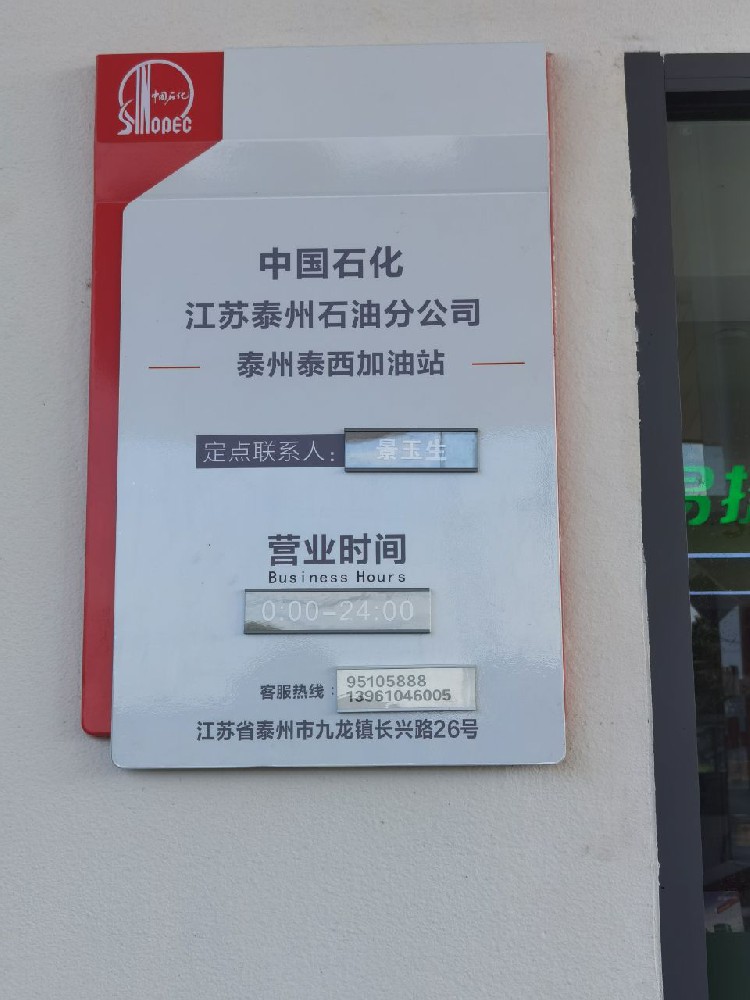 中国石化
SINOPEC
中国石化
江苏泰州石油分公司
泰州泰西加油站
定点联系人：景玉生
营业时间
Business Hours
0:00-24:00
客服热线：95105888
13961046005
江苏省泰州市九龙镇长兴路26号
易捷